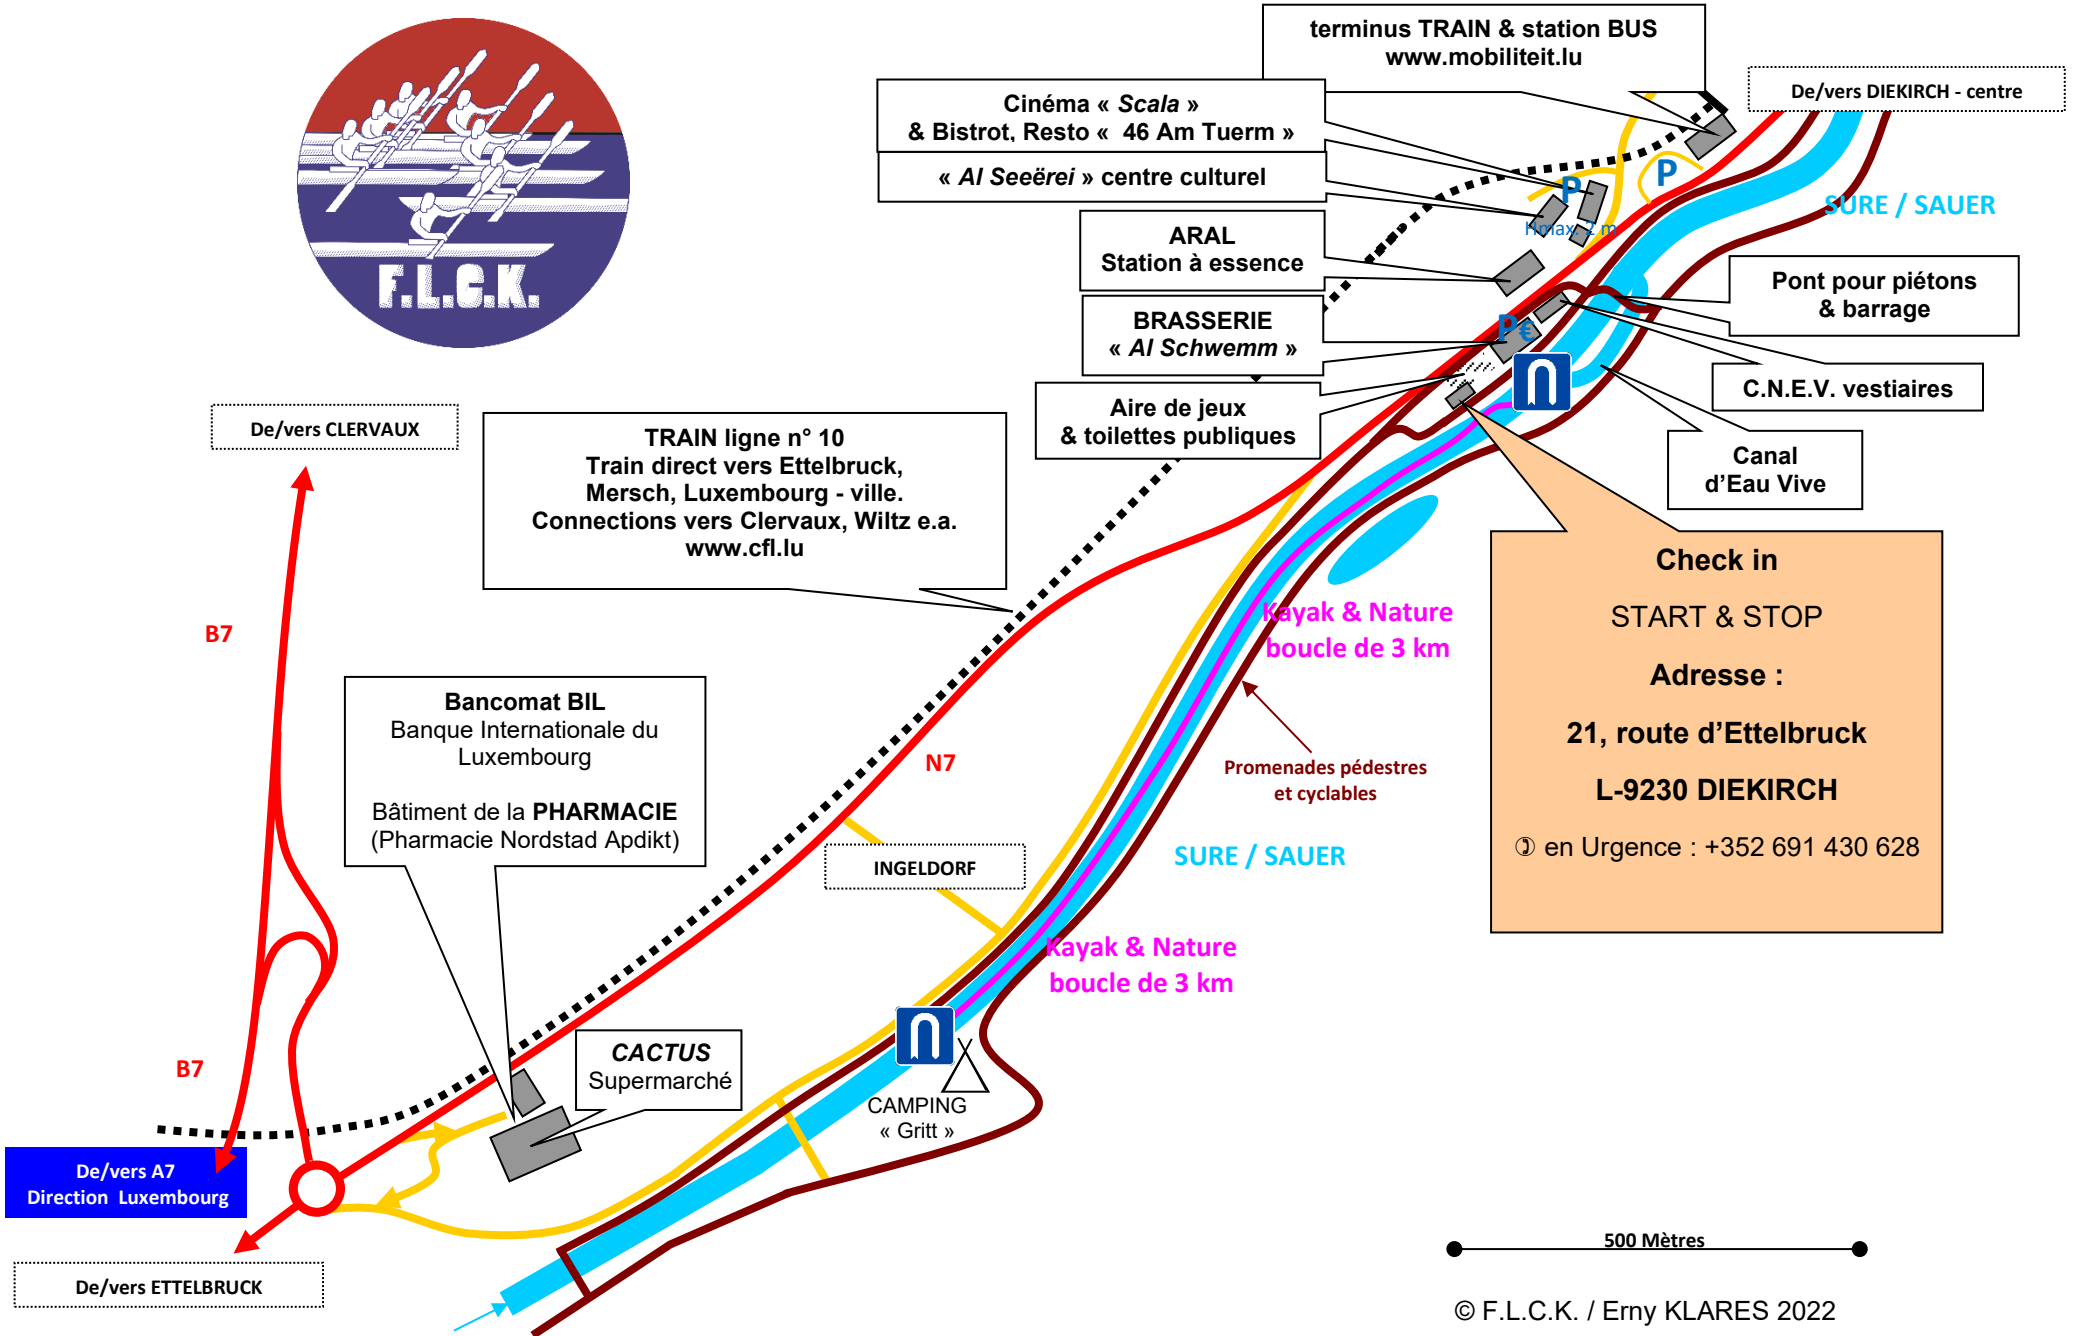 terminus TRAIN & station BUS
www.mobiliteit.lu
De/vers DIEKIRCH - centre
Cinéma « Scala »
& Bistrot, Resto « 46 Am Tuerm »
« Al Seeërei » centre culturel
P
P
Hmax. 2 m
SURE / SAUER
ARAL
Station à essence
Pont pour piétons
& barrage
BRASSERIE
« Al Schwemm »
P€
C.N.E.V. vestiaires
Aire de jeux
& toilettes publiques
Canal
d’Eau Vive
F.L.C.K.
De/vers CLERVAUX
TRAIN ligne n° 10
Train direct vers Ettelbruck,
Mersch, Luxembourg - ville.
Connections vers Clervaux, Wiltz e.a.
www.cfl.lu
Check in
START & STOP
Adresse :
21, route d’Ettelbruck
L-9230 DIEKIRCH
✆ en Urgence : +352 691 430 628
Kayak & Nature
boucle de 3 km
B7
Bancomat BIL
Banque Internationale du
Luxembourg
Bâtiment de la PHARMACIE
(Pharmacie Nordstad Apdikt)
N7
Promenades pédestres
et cyclables
INGELDORF
SURE / SAUER
Kayak & Nature
boucle de 3 km
B7
CACTUS
Supermarché
CAMPING
« Gritt »
De/vers A7
Direction Luxembourg
De/vers ETTELBRUCK
500 Mètres
© F.L.C.K. / Erny KLARES 2022